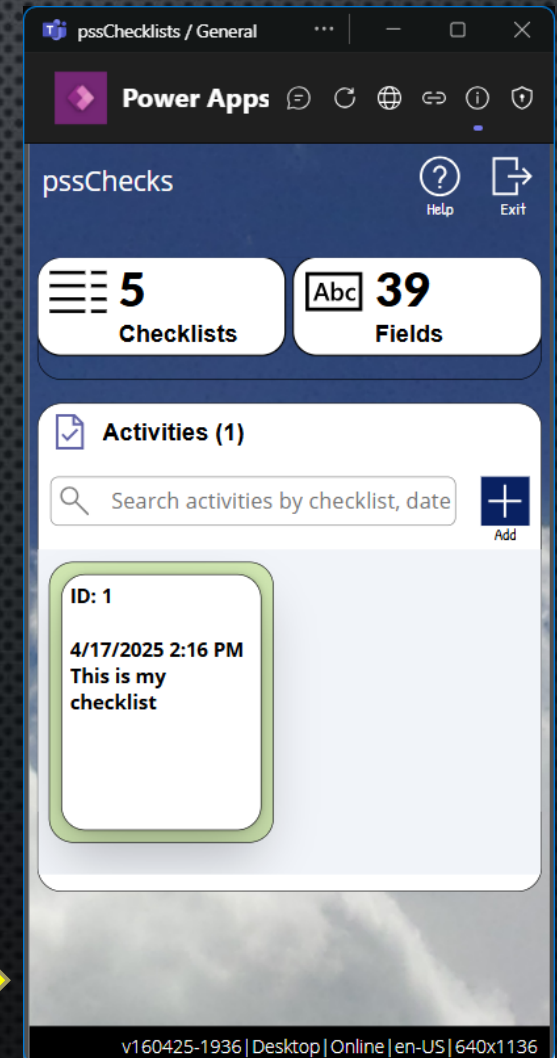 pssChecklists / General
Power Apps
pssChecks
Help
Exit
5
Checklists
Abc
39
Fields
Activities (1)
Search activities by checklist, date
Add
ID: 1
4/17/2025 2:16 PM
This is my
checklist
v160425-1936|Desktop|Online|en-US|640x1136